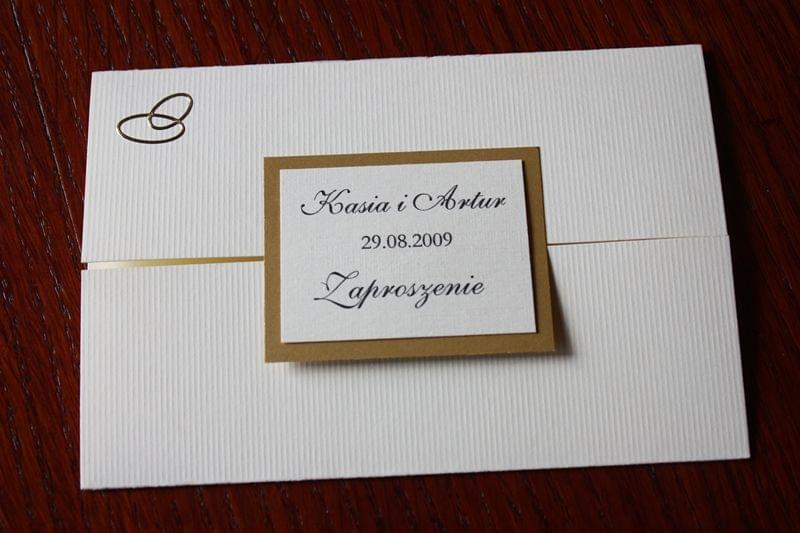 Kasia i Artur
29.08.2009
Zaproszenie